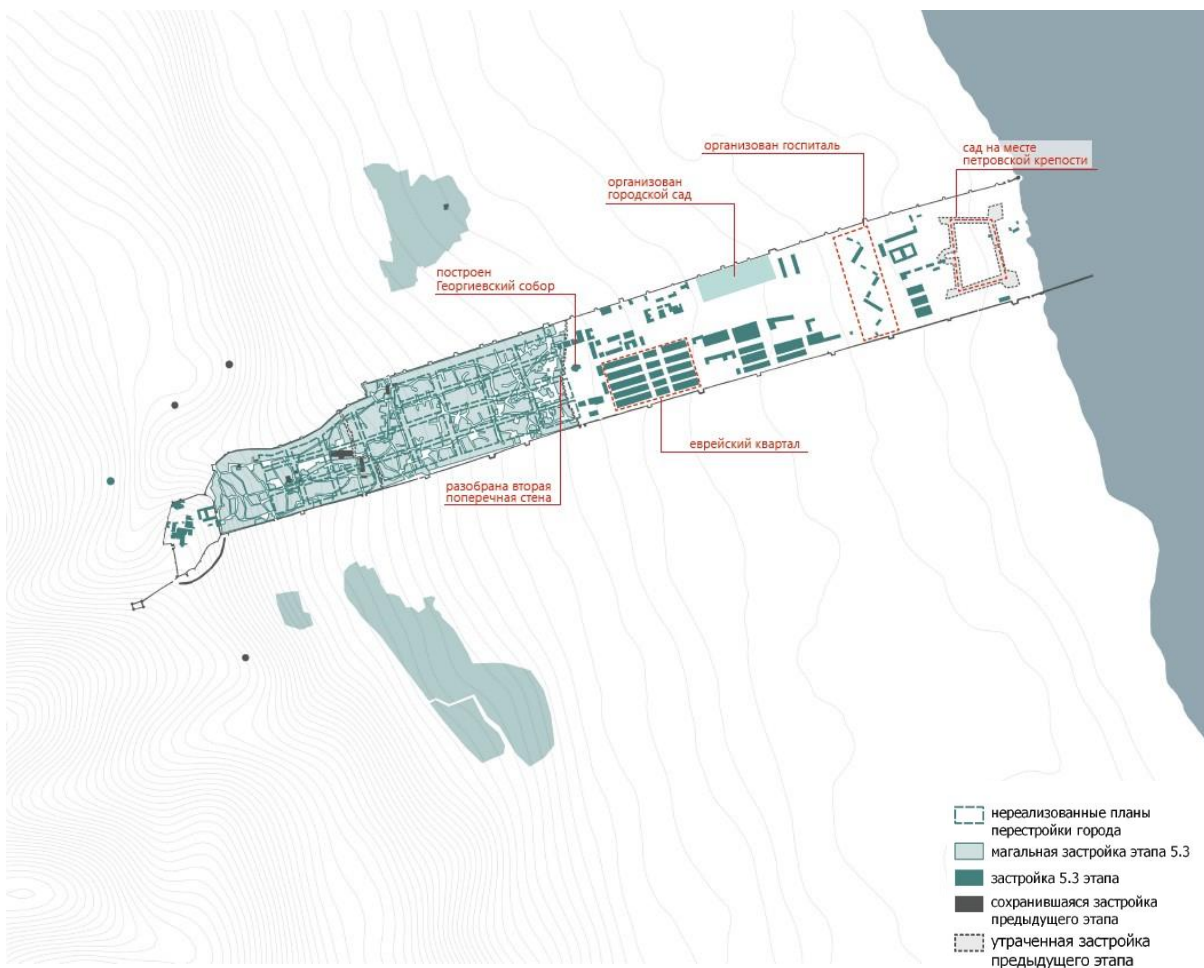 организован госпиталь
сад на месте
петровской крепости
организован
городской сад
построен
Георгиевский собор
еврейский квартал
разобрана вторая
поперечная стена
нереализованные планы
перестройки города
магальная застройка этапа 5.3
застройка 5.3 этапа
сохранившаяся застройка
предыдущего этапа
утраченная застройка
предыдущего этапа